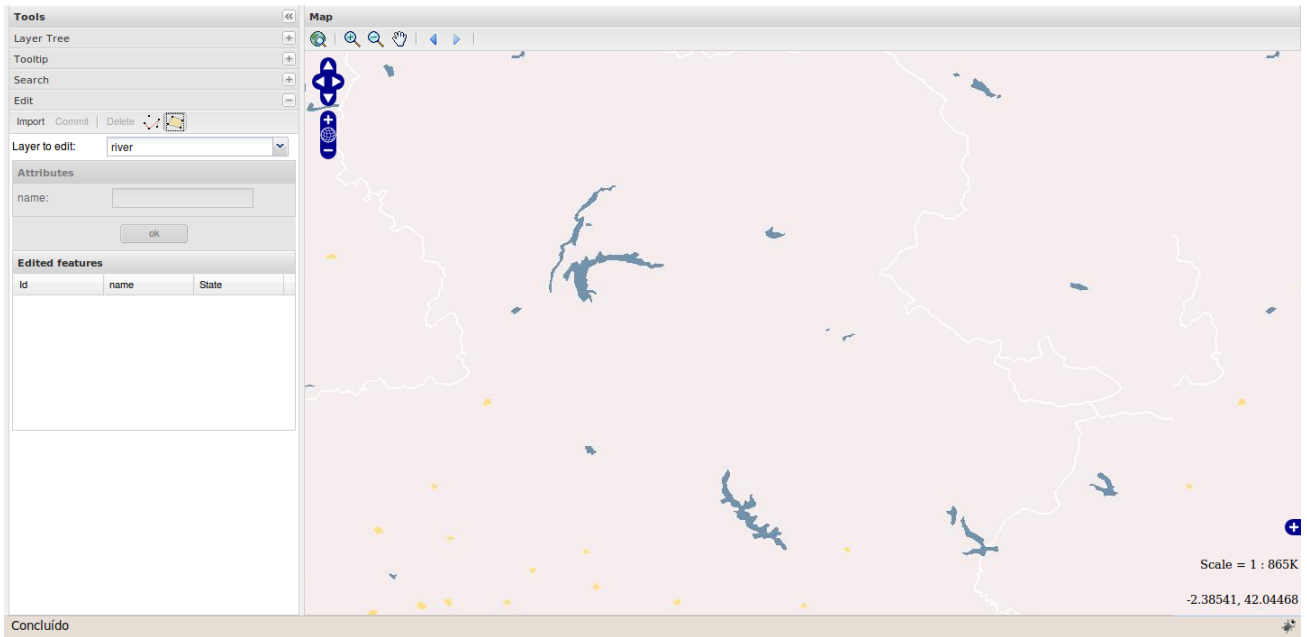 Tools
Layer Tree
Tooltip
Search
Edit
Import Commit | Delete
Layer to edit: river
Attributes
name:
ok
Edited features
Id name State
Map
Scale = 1 : 865K
-2.38541, 42.04468
Concluído